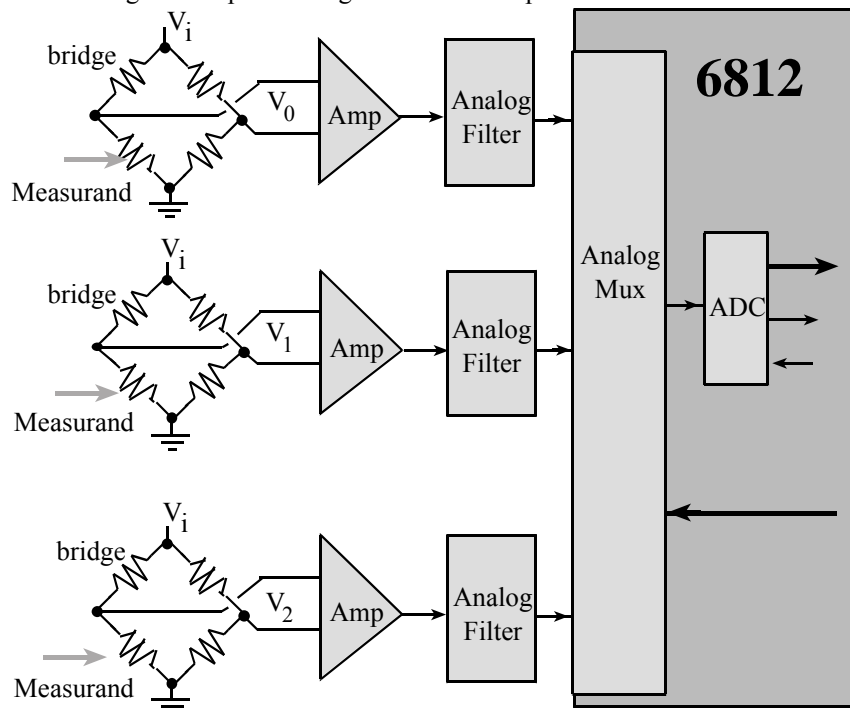 Vi
bridge
6812
V0
Amp
Analog
Filter
Measurand
Vi
bridge
Analog
Mux
V1
Amp
Analog
Filter
ADC
Measurand
Vi
bridge
V2
Amp
Analog
Filter
Measurand